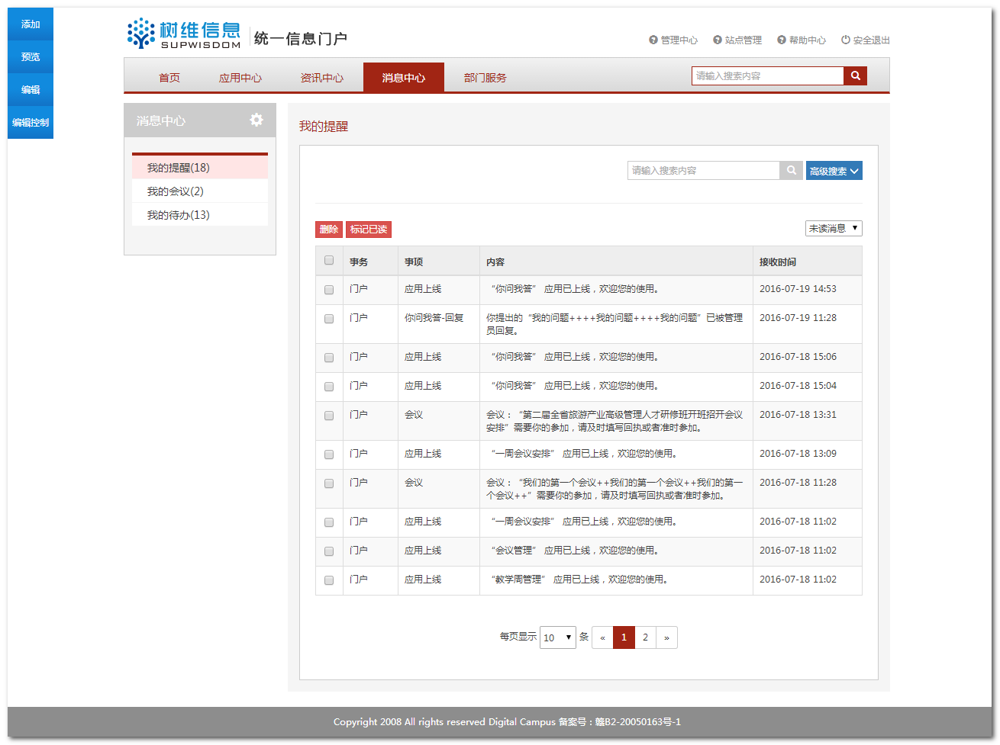 添加
预览
编辑
编辑控制
树维信息
SUPWISDOM
统一信息门户
管理中心 站点管理 帮助中心 安全退出
首页 应用中心 资讯中心 消息中心 部门服务 请输入搜索内容
消息中心
我的提醒(18)
我的会议(2)
我的待办(13)
我的提醒
请输入搜索内容 高级搜索
删除 标记已读 未读消息
事务 事项 内容 接收时间
门户 应用上线 “你问我答” 应用已上线，欢迎您的使用。 2016-07-19 14:53
门户 你问我答-回复 你提出的“我的问题++++我的问题++++我的问题”已被管理 2016-07-19 11:28
员回复。
门户 应用上线 “你问我答” 应用已上线，欢迎您的使用。 2016-07-18 15:06
门户 应用上线 “你问我答” 应用已上线，欢迎您的使用。 2016-07-18 15:04
门户 会议 会议：“第二届全省旅游产业高级管理人才研修班开班招开会议 2016-07-18 13:31
安排”需要你的参加，请及时填写回执或者准时参加。
门户 应用上线 “一周会议安排” 应用已上线，欢迎您的使用。 2016-07-18 13:09
门户 会议 会议：“我们的第一个会议++我们的第一个会议++我们的第一 2016-07-18 11:28
个会议++”需要你的参加，请及时填写回执或者准时参加。
门户 应用上线 “一周会议安排” 应用已上线，欢迎您的使用。 2016-07-18 11:02
门户 应用上线 “会议管理” 应用已上线，欢迎您的使用。 2016-07-18 11:02
门户 应用上线 “教学周管理” 应用已上线，欢迎您的使用。 2016-07-18 11:02
每页显示 10 条 « 1 2 »
Copyright 2008 All rights reserved Digital Campus 备案号：赣B2-20050163号-1